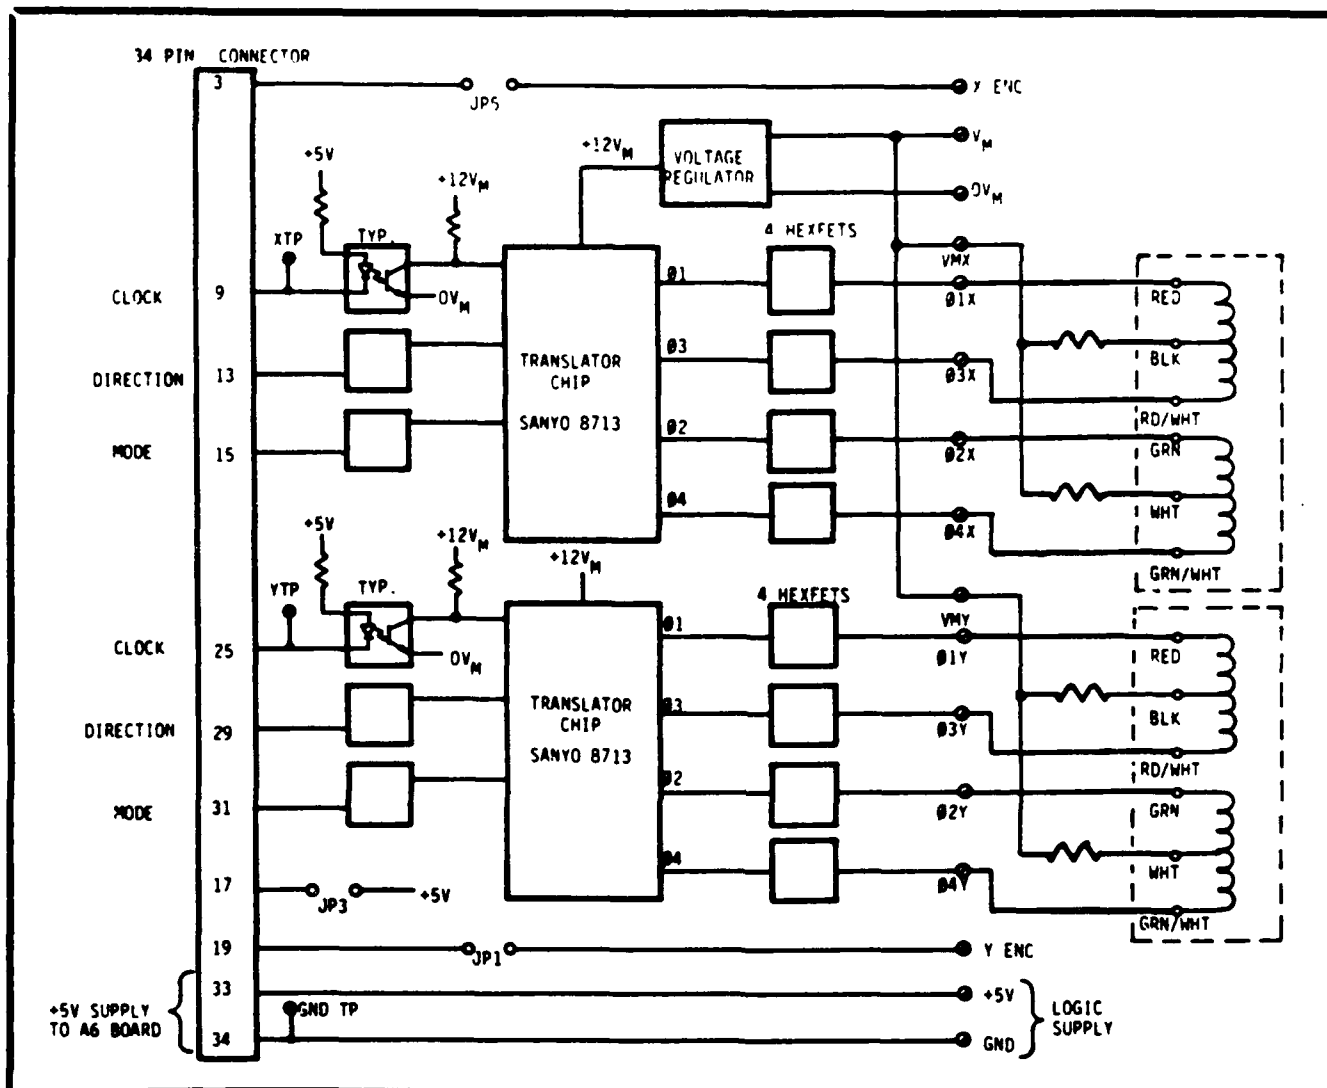 34 PIN CONNECTOR
3
JP5
X ENC
+12VM
VOLTAGE
REGULATOR
VM
0VM
+5V
+12VM
XTP
TYP.
4 HEXFETS
VMX
CLOCK
9
0VM
Ø1
Ø1X
RED
DIRECTION
13
TRANSLATOR
CHIP
SANYO 8713
Ø3
Ø3X
BLK
RD/WHT
MODE
15
Ø2
Ø2X
GRN
Ø4
Ø4X
WHT
GRN/WHT
+5V
+12VM
+12VM
YTP
TYP.
4 HEXFETS
VMY
CLOCK
25
0VM
Ø1
Ø1Y
RED
DIRECTION
29
TRANSLATOR
CHIP
SANYO 8713
Ø3
Ø3Y
BLK
RD/WHT
MODE
31
Ø2
Ø2Y
GRN
17
JP3
+5V
Ø4
Ø4Y
WHT
GRN/WHT
19
JP1
Y ENC
+5V SUPPLY
TO A6 BOARD
33
GND TP
34
+5V
GND
LOGIC
SUPPLY